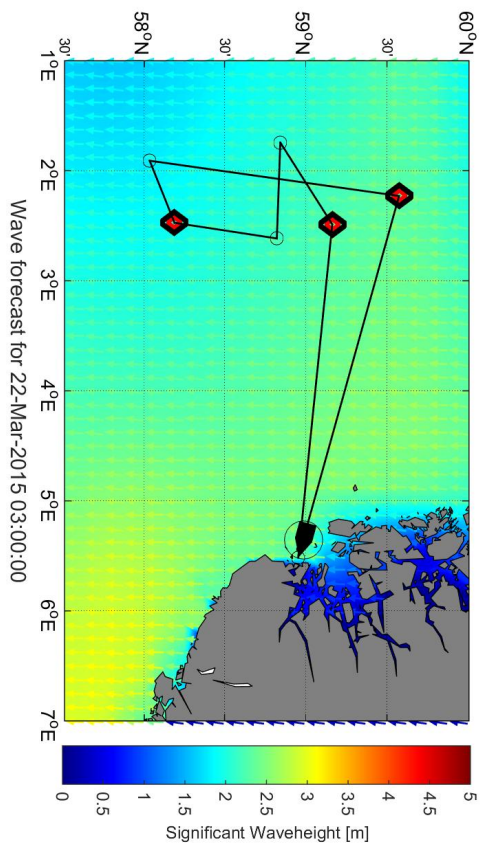 30'
58°N
30'
59°N
30'
60°N
1°E
2°E
3°E
4°E
5°E
6°E
7°E
Wave forecast for 22-Mar-2015 03:00:00
0
0.5
1
1.5
2
2.5
3
3.5
4
4.5
5
Significant Waveheight [m]